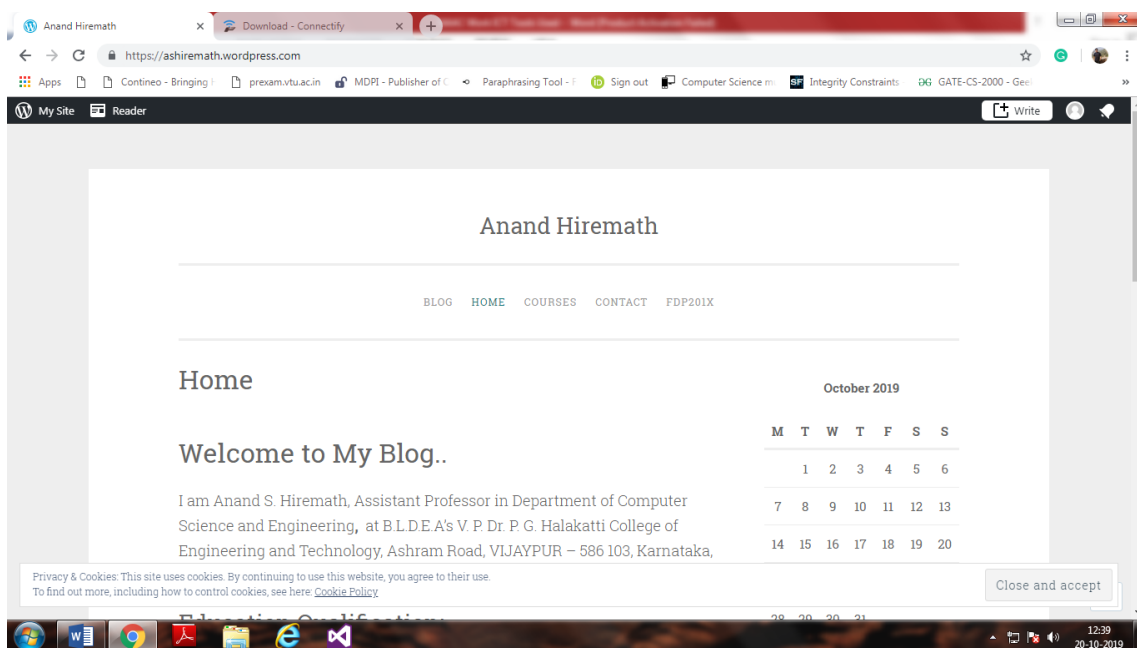 Anand Hiremath
Download - Connectify
https://ashiremath.wordpress.com
Apps Contineo - Bringing prexam.vtu.ac.in MDPI - Publisher of Paraphrasing Tool - Sign out Computer Science m SF Integrity Constraints GATE-CS-2000 - Gee
My Site Reader Write
Anand Hiremath
BLOG HOME COURSES CONTACT FDP201X
Home
Welcome to My Blog..
I am Anand S. Hiremath, Assistant Professor in Department of Computer
Science and Engineering, at B.L.D.E.A's V. P. Dr. P. G. Halakatti College of
Engineering and Technology, Ashram Road, VIJAYPUR – 586 103, Karnataka,
October 2019
M T W T F S S
1 2 3 4 5 6
7 8 9 10 11 12 13
14 15 16 17 18 19 20
28 29 30 31
Privacy & Cookies: This site uses cookies. By continuing to use this website, you agree to their use.
To find out more, including how to control cookies, see here: Cookie Policy
Close and accept
12:39
20-10-2019